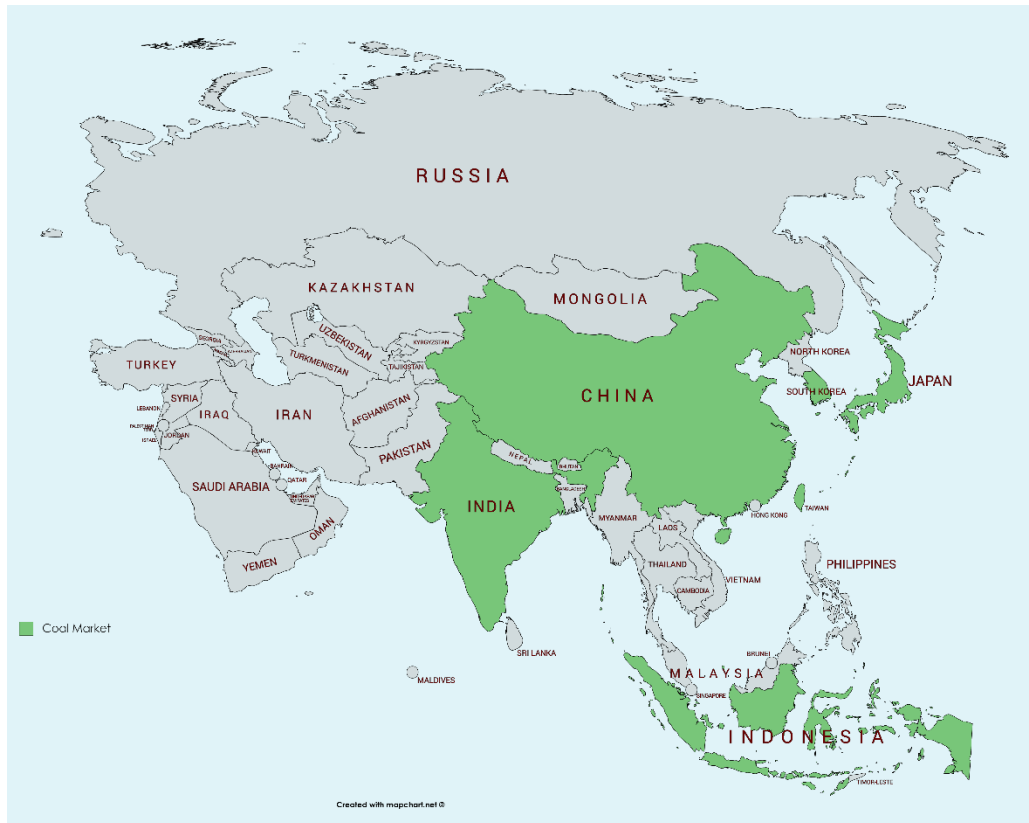 RUSSIA
KAZAKHSTAN
MONGOLIA
UZBEKISTAN
KYRGYZSTAN
GEORGIA
TURKEY
TURKMENISTAN
TAJIKISTAN
NORTH KOREA
SOUTH KOREA
JAPAN
CHINA
SYRIA
LEBANON
IRAQ
IRAN
AFGHANISTAN
ISRAEL
JORDAN
PAKISTAN
KUWAIT
NEPAL
BHUTAN
BAHRAIN
QATAR
SAUDI ARABIA
BANGLADESH
INDIA
OMAN
MYANMAR
LAOS
HONG KONG
TAIWAN
YEMEN
THAILAND
VIETNAM
PHILIPPINES
CAMBODIA
Coal Market
SRI LANKA
BRUNEI
MALAYSIA
MALDIVES
SINGAPORE
INDONESIA
TIMOR-LESTE
Created with mapchart.net ©